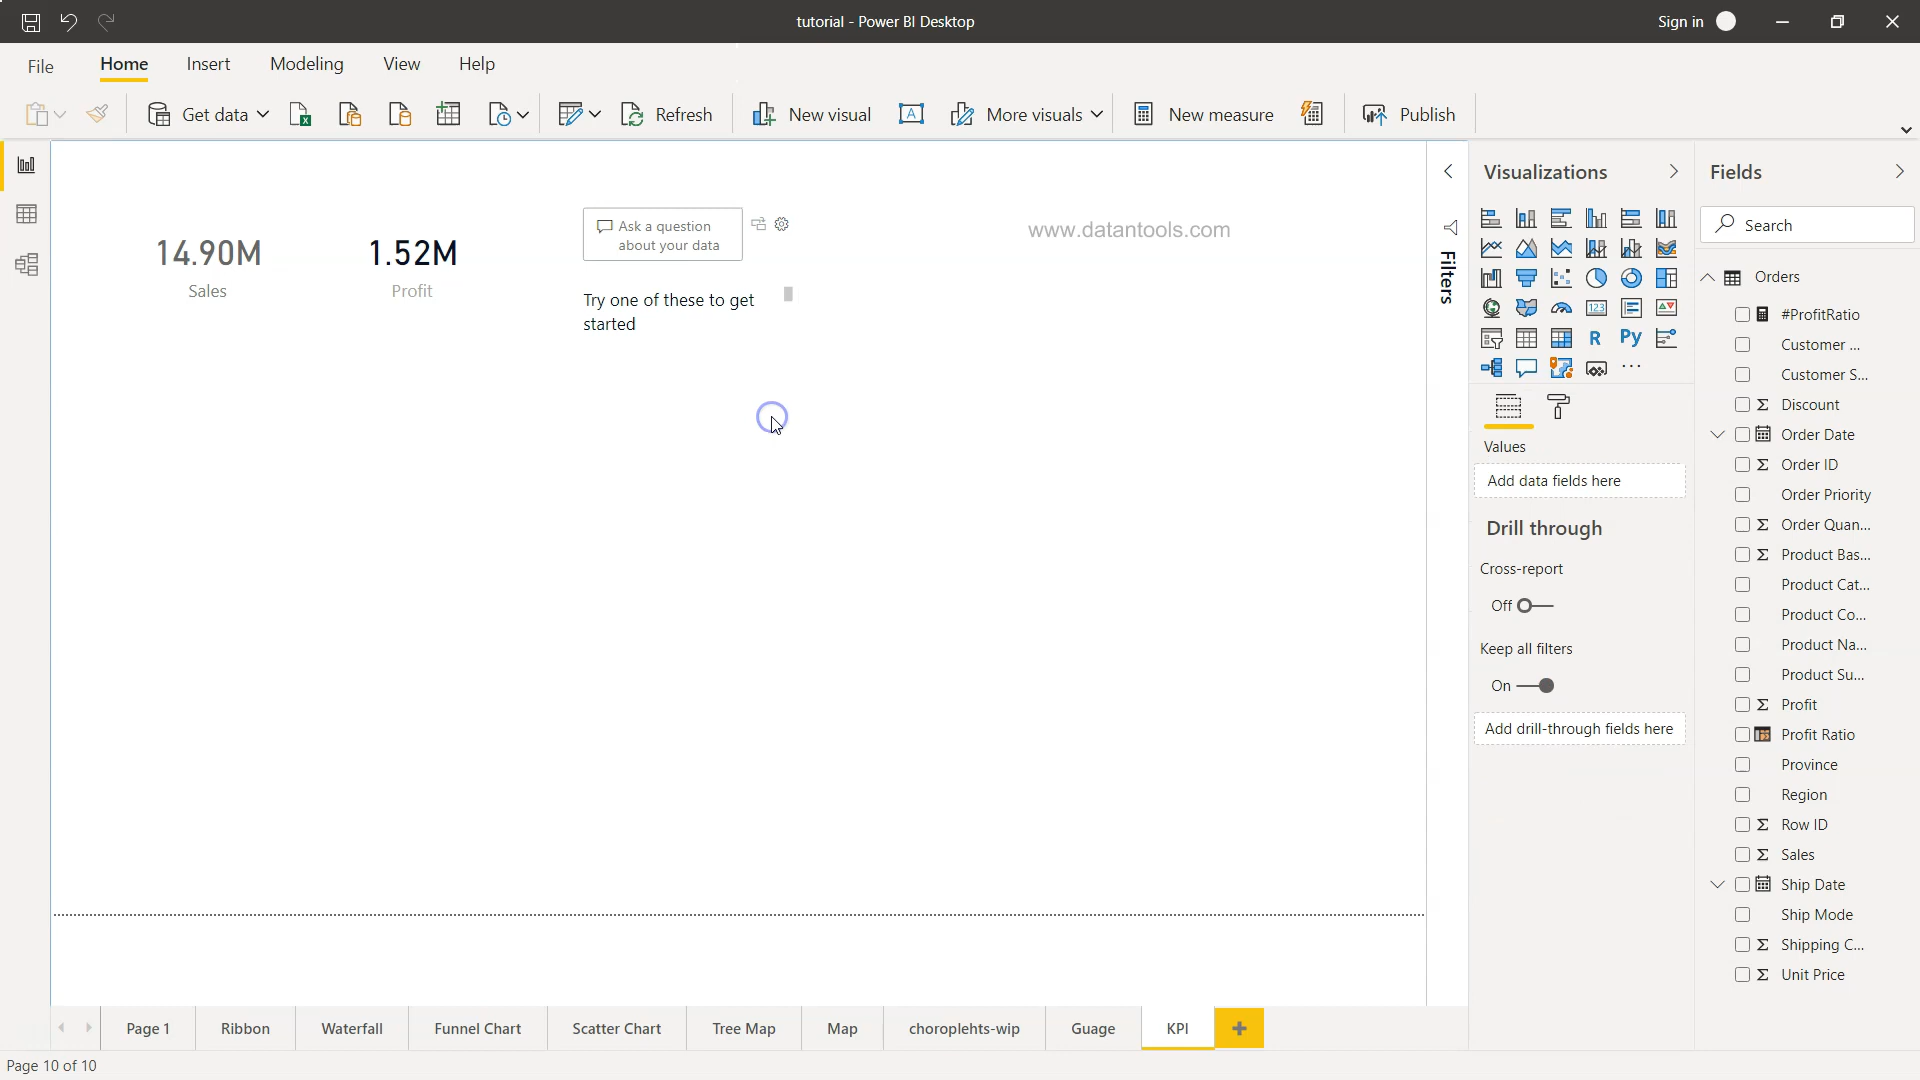 tutorial - Power BI Desktop
Sign in
File
Home
Insert
Modeling
View
Help
Get data
Refresh
New visual
More visuals
New measure
Publish
14.90M
Sales
1.52M
Profit
Ask a question
about your data
Try one of these to get
started
www.datantools.com
Filters
Visualizations
123
R
Py
Values
Add data fields here
Drill through
Cross-report
Off
Keep all filters
On
Add drill-through fields here
Fields
Search
Orders
#ProfitRatio
Customer ...
Customer S...
Σ Discount
Order Date
Σ Order ID
Order Priority
Σ Order Quan...
Σ Product Bas...
Product Cat...
Product Co...
Product Na...
Product Su...
Σ Profit
Profit Ratio
Province
Region
Σ Row ID
Σ Sales
Ship Date
Ship Mode
Σ Shipping C...
Σ Unit Price
Page 1
Ribbon
Waterfall
Funnel Chart
Scatter Chart
Tree Map
Map
choroplehts-wip
Guage
KPI
Page 10 of 10